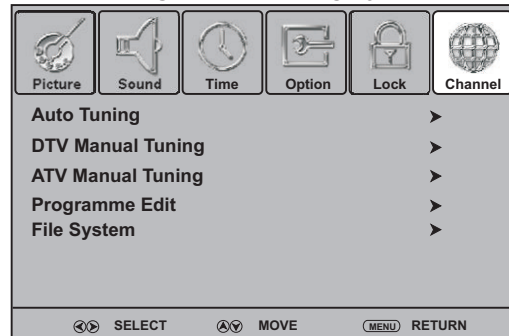 Picture Sound Time Option Lock Channel
Auto Tuning
DTV Manual Tuning
ATV Manual Tuning
Programme Edit
File System
SELECT MOVE MENU RETURN